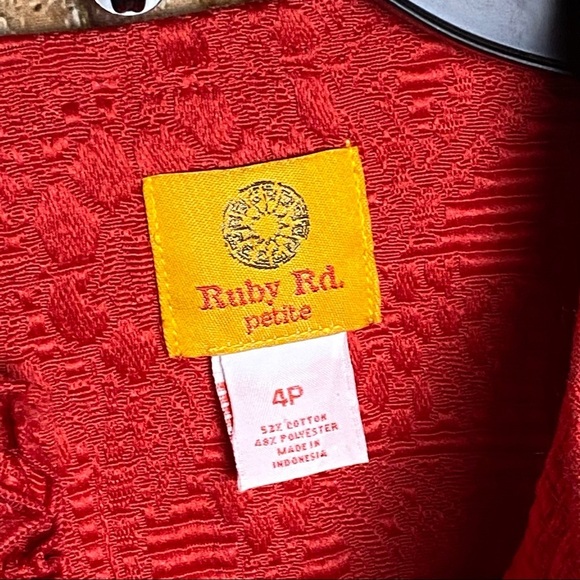 Ruby Rd.
petite
4P
52% COTTON
48% POLYESTER
MADE IN
INDONESIA